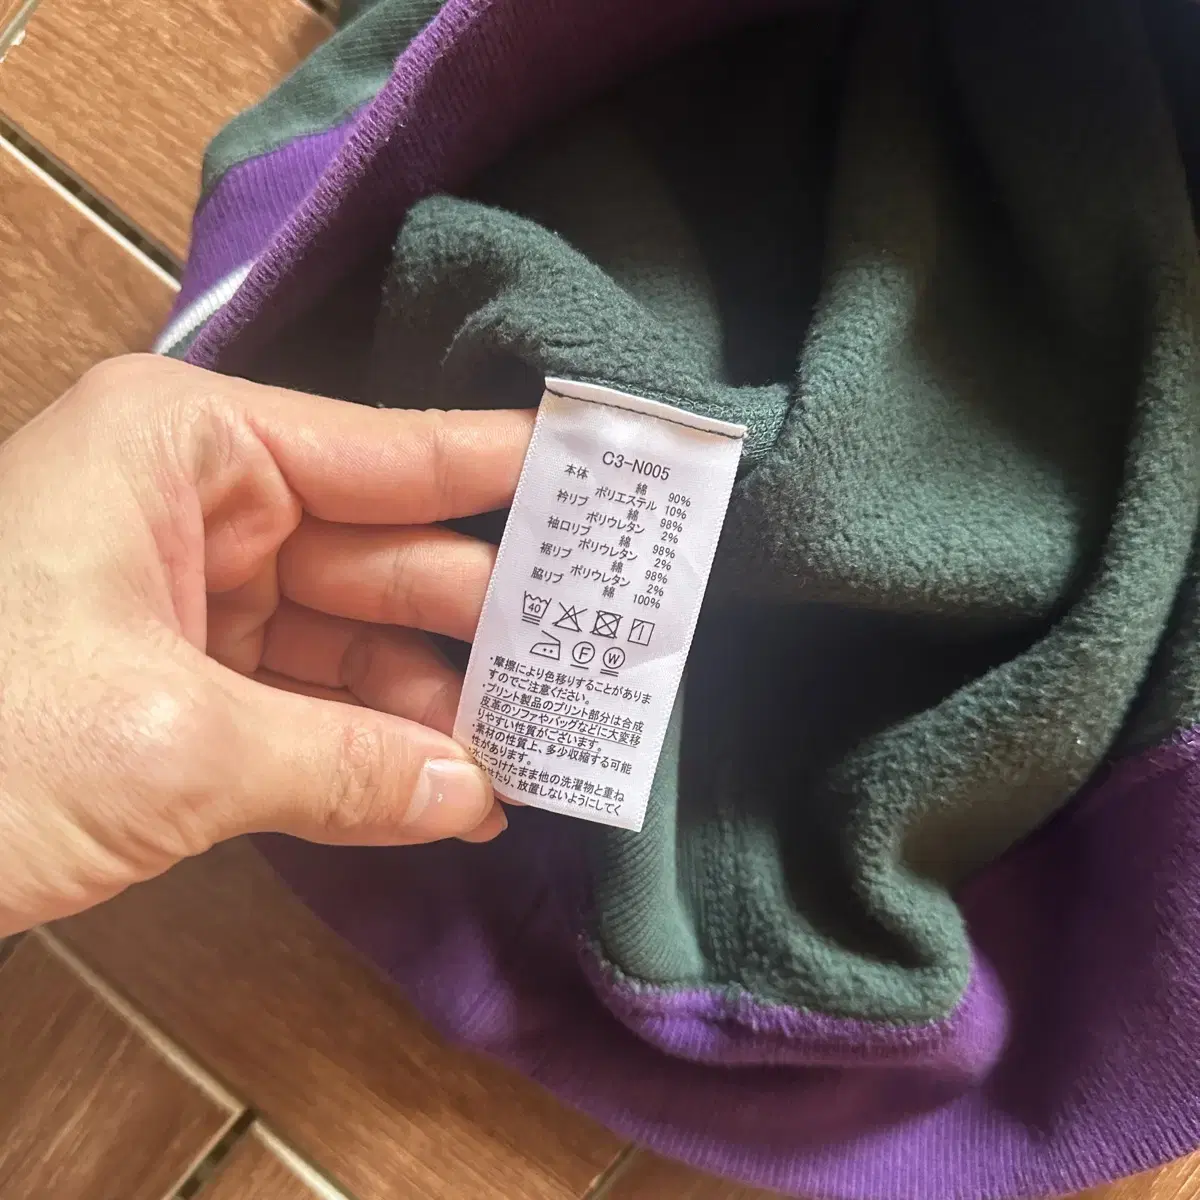 C3-N005
本体 綿 90%
ポリエステル 10%
衿リブ 綿 98%
ポリウレタン 2%
袖口リブ 綿 98%
ポリウレタン 2%
裾リブ 綿 98%
ポリウレタン 2%
脇リブ 綿 100%
40
F W
・摩擦により色移りすることがありま
すのでご注意ください。
・プリント製品のプリント部分は合成
皮革のソファやバッグなどに大変移
りやすい性質がございます。
・素材の性質上、多少収縮する可能
性があります。
・水につけたまま他の洗濯物と重ね
わせたり、放置しないようにしてく